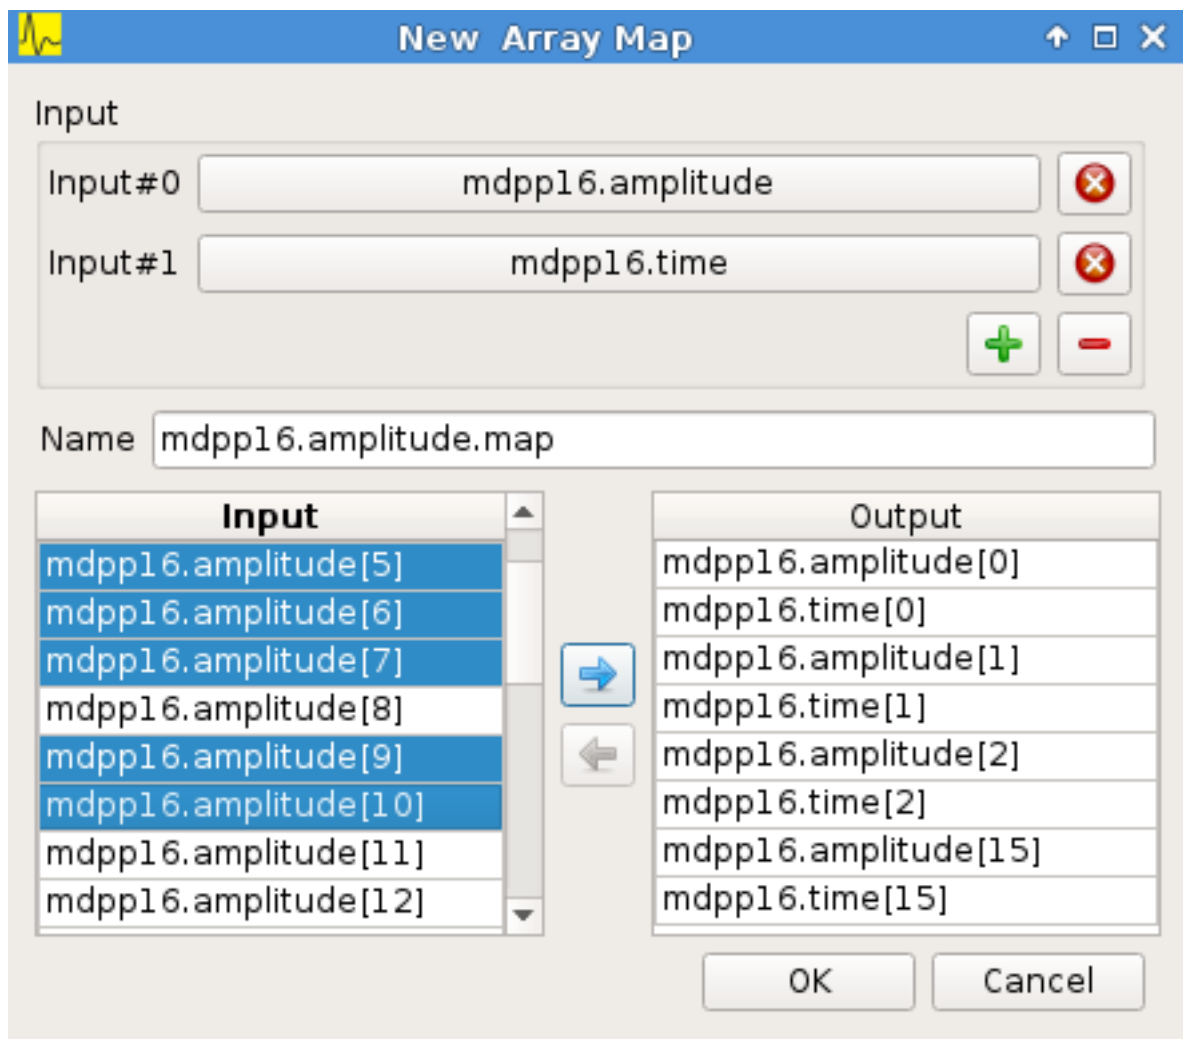 New Array Map
Input
Input#0 mdpp16.amplitude
Input#1 mdpp16.time
Name mdpp16.amplitude.map
Input
mdpp16.amplitude[5]
mdpp16.amplitude[6]
mdpp16.amplitude[7]
mdpp16.amplitude[8]
mdpp16.amplitude[9]
mdpp16.amplitude[10]
mdpp16.amplitude[11]
mdpp16.amplitude[12]
Output
mdpp16.amplitude[0]
mdpp16.time[0]
mdpp16.amplitude[1]
mdpp16.time[1]
mdpp16.amplitude[2]
mdpp16.time[2]
mdpp16.amplitude[15]
mdpp16.time[15]
OK Cancel